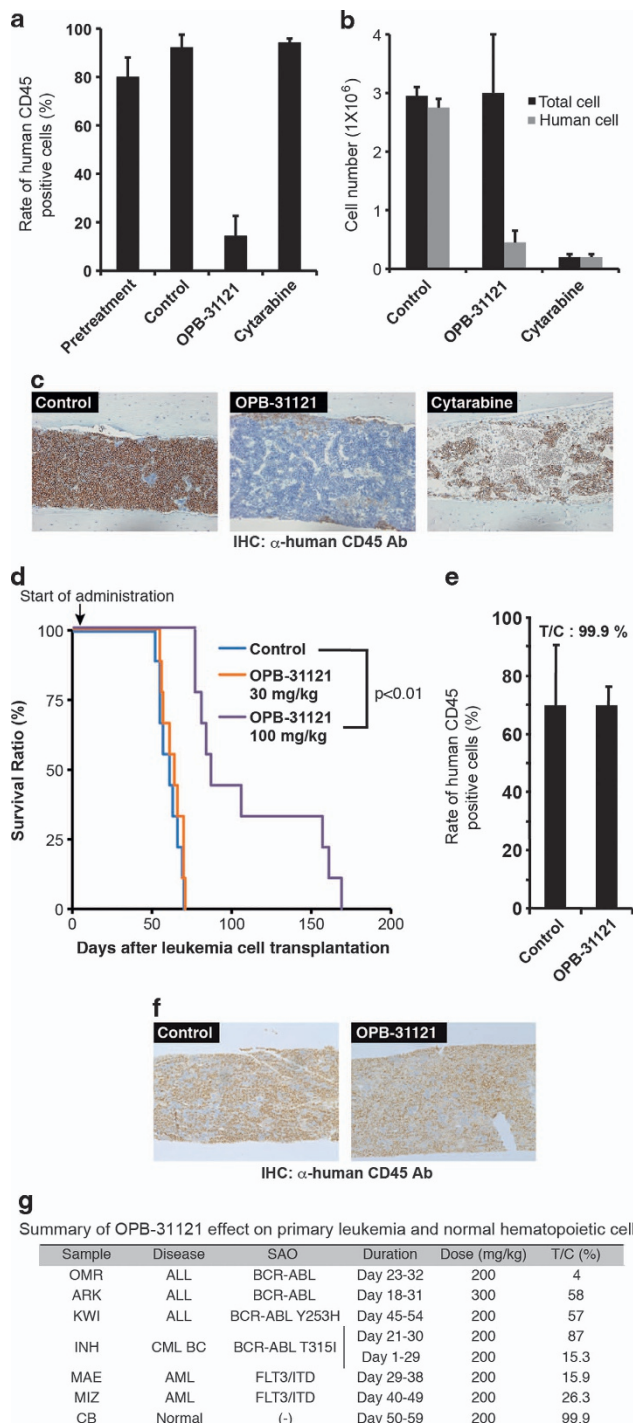 a
Rate of human CD45
positive cells (%)
100
80
60
40
20
0
Pretreatment
Control
OPB-31121
Cytarabine
b
Cell number (1X10⁶)
4
3
2
1
0
Total cell
Human cell
Control
OPB-31121
Cytarabine
c
Control
OPB-31121
Cytarabine
IHC: α-human CD45 Ab
d
Start of administration
Survival Ratio (%)
100
75
50
25
0
Control
OPB-31121
30 mg/kg
OPB-31121
100 mg/kg
p<0.01
0
50
100
150
200
Days after leukemia cell transplantation
e
Rate of human CD45
positive cells (%)
T/C : 99.9 %
100
80
60
40
20
0
Control
OPB-31121
f
Control
OPB-31121
IHC: α-human CD45 Ab
g
Summary of OPB-31121 effect on primary leukemia and normal hematopoietic cell
Sample Disease SAO Duration Dose (mg/kg) T/C (%)
OMR ALL BCR-ABL Day 23-32 200 4
ARK ALL BCR-ABL Day 18-31 300 58
KWI ALL BCR-ABL Y253H Day 45-54 200 57
INH CML BC BCR-ABL T315I Day 21-30 200 87
Day 1-29 200 15.3
MAE AML FLT3/ITD Day 29-38 200 15.9
MIZ AML FLT3/ITD Day 40-49 200 26.3
CB Normal (-) Day 50-59 200 99.9